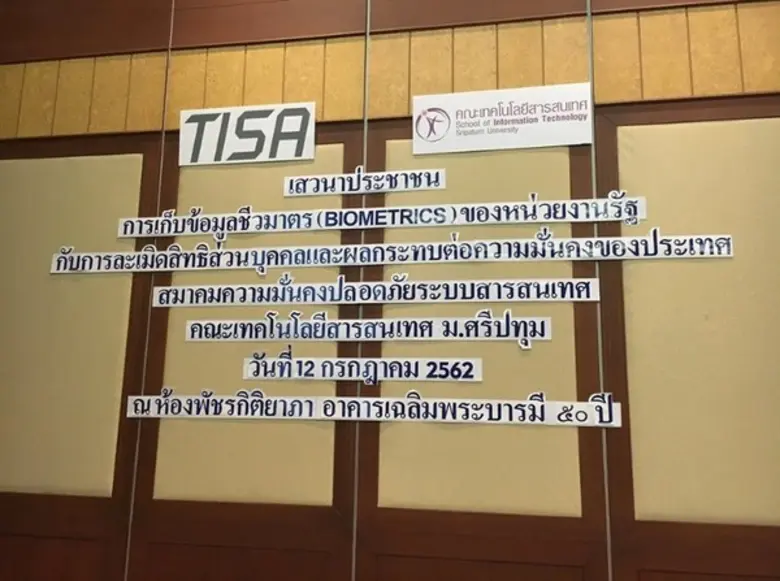 TISA
คณะเทคโนโลยีสารสนเทศ
School of Information Technology
Sripatum University
เสวนาประชาชน
การเก็บข้อมูลชีวมาตร (BIOMETRICS) ของหน่วยงานรัฐ
กับการละเมิดสิทธิส่วนบุคคลและผลกระทบต่อความมั่นคงของประเทศ
สมาคมความมั่นคงปลอดภัยระบบสารสนเทศ
คณะเทคโนโลยีสารสนเทศ ม.ศรีปทุม
วันที่ 12 กรกฎาคม 2562
ณ ห้องพัชรกิติยาภา อาคารเฉลิมพระบารมี ๕๐ ปี